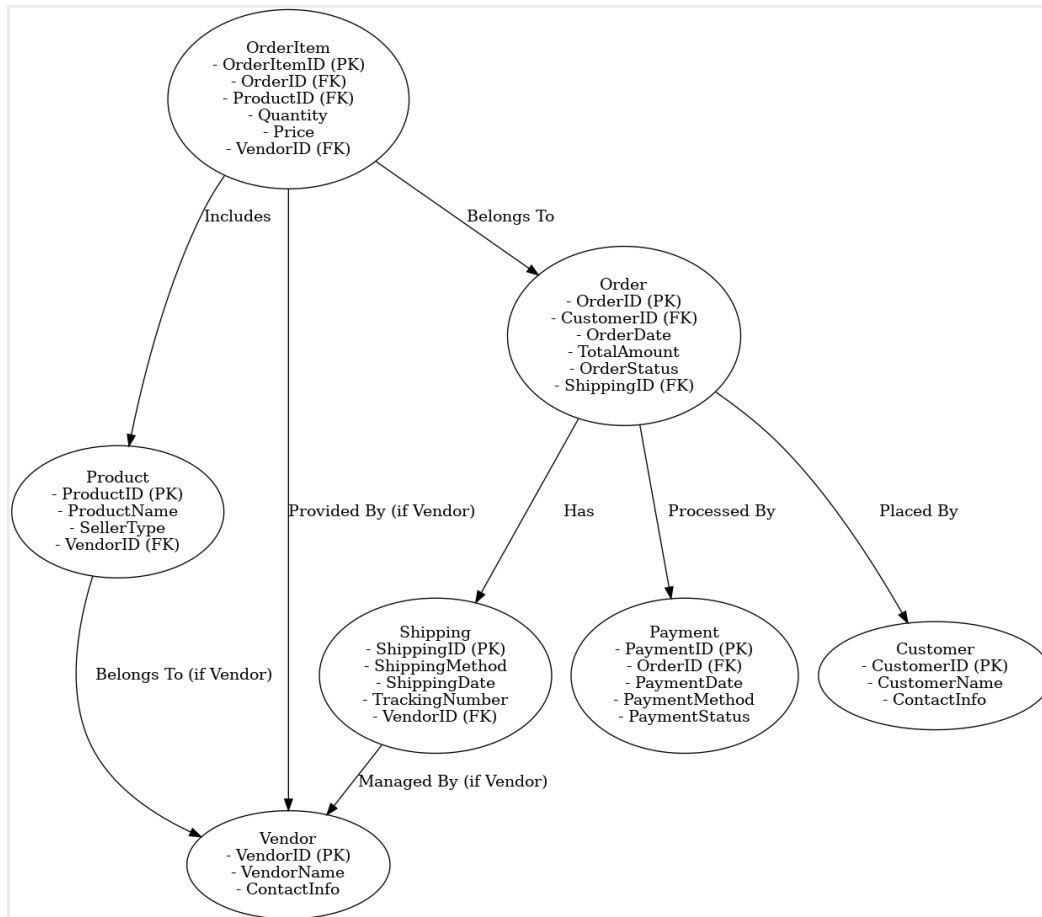 OrderItem
- OrderItemID (PK)
- OrderID (FK)
- ProductID (FK)
- Quantity
- Price
- VendorID (FK)
Includes
Belongs To
Order
- OrderID (PK)
- CustomerID (FK)
- OrderDate
- TotalAmount
- OrderStatus
- ShippingID (FK)
Product
- ProductID (PK)
- ProductName
- SellerType
- VendorID (FK)
Provided By (if Vendor)
Has
Processed By
Placed By
Belongs To (if Vendor)
Shipping
- ShippingID (PK)
- ShippingMethod
- ShippingDate
- TrackingNumber
- VendorID (FK)
Payment
- PaymentID (PK)
- OrderID (FK)
- PaymentDate
- PaymentMethod
- PaymentStatus
Customer
- CustomerID (PK)
- CustomerName
- ContactInfo
Managed By (if Vendor)
Vendor
- VendorID (PK)
- VendorName
- ContactInfo